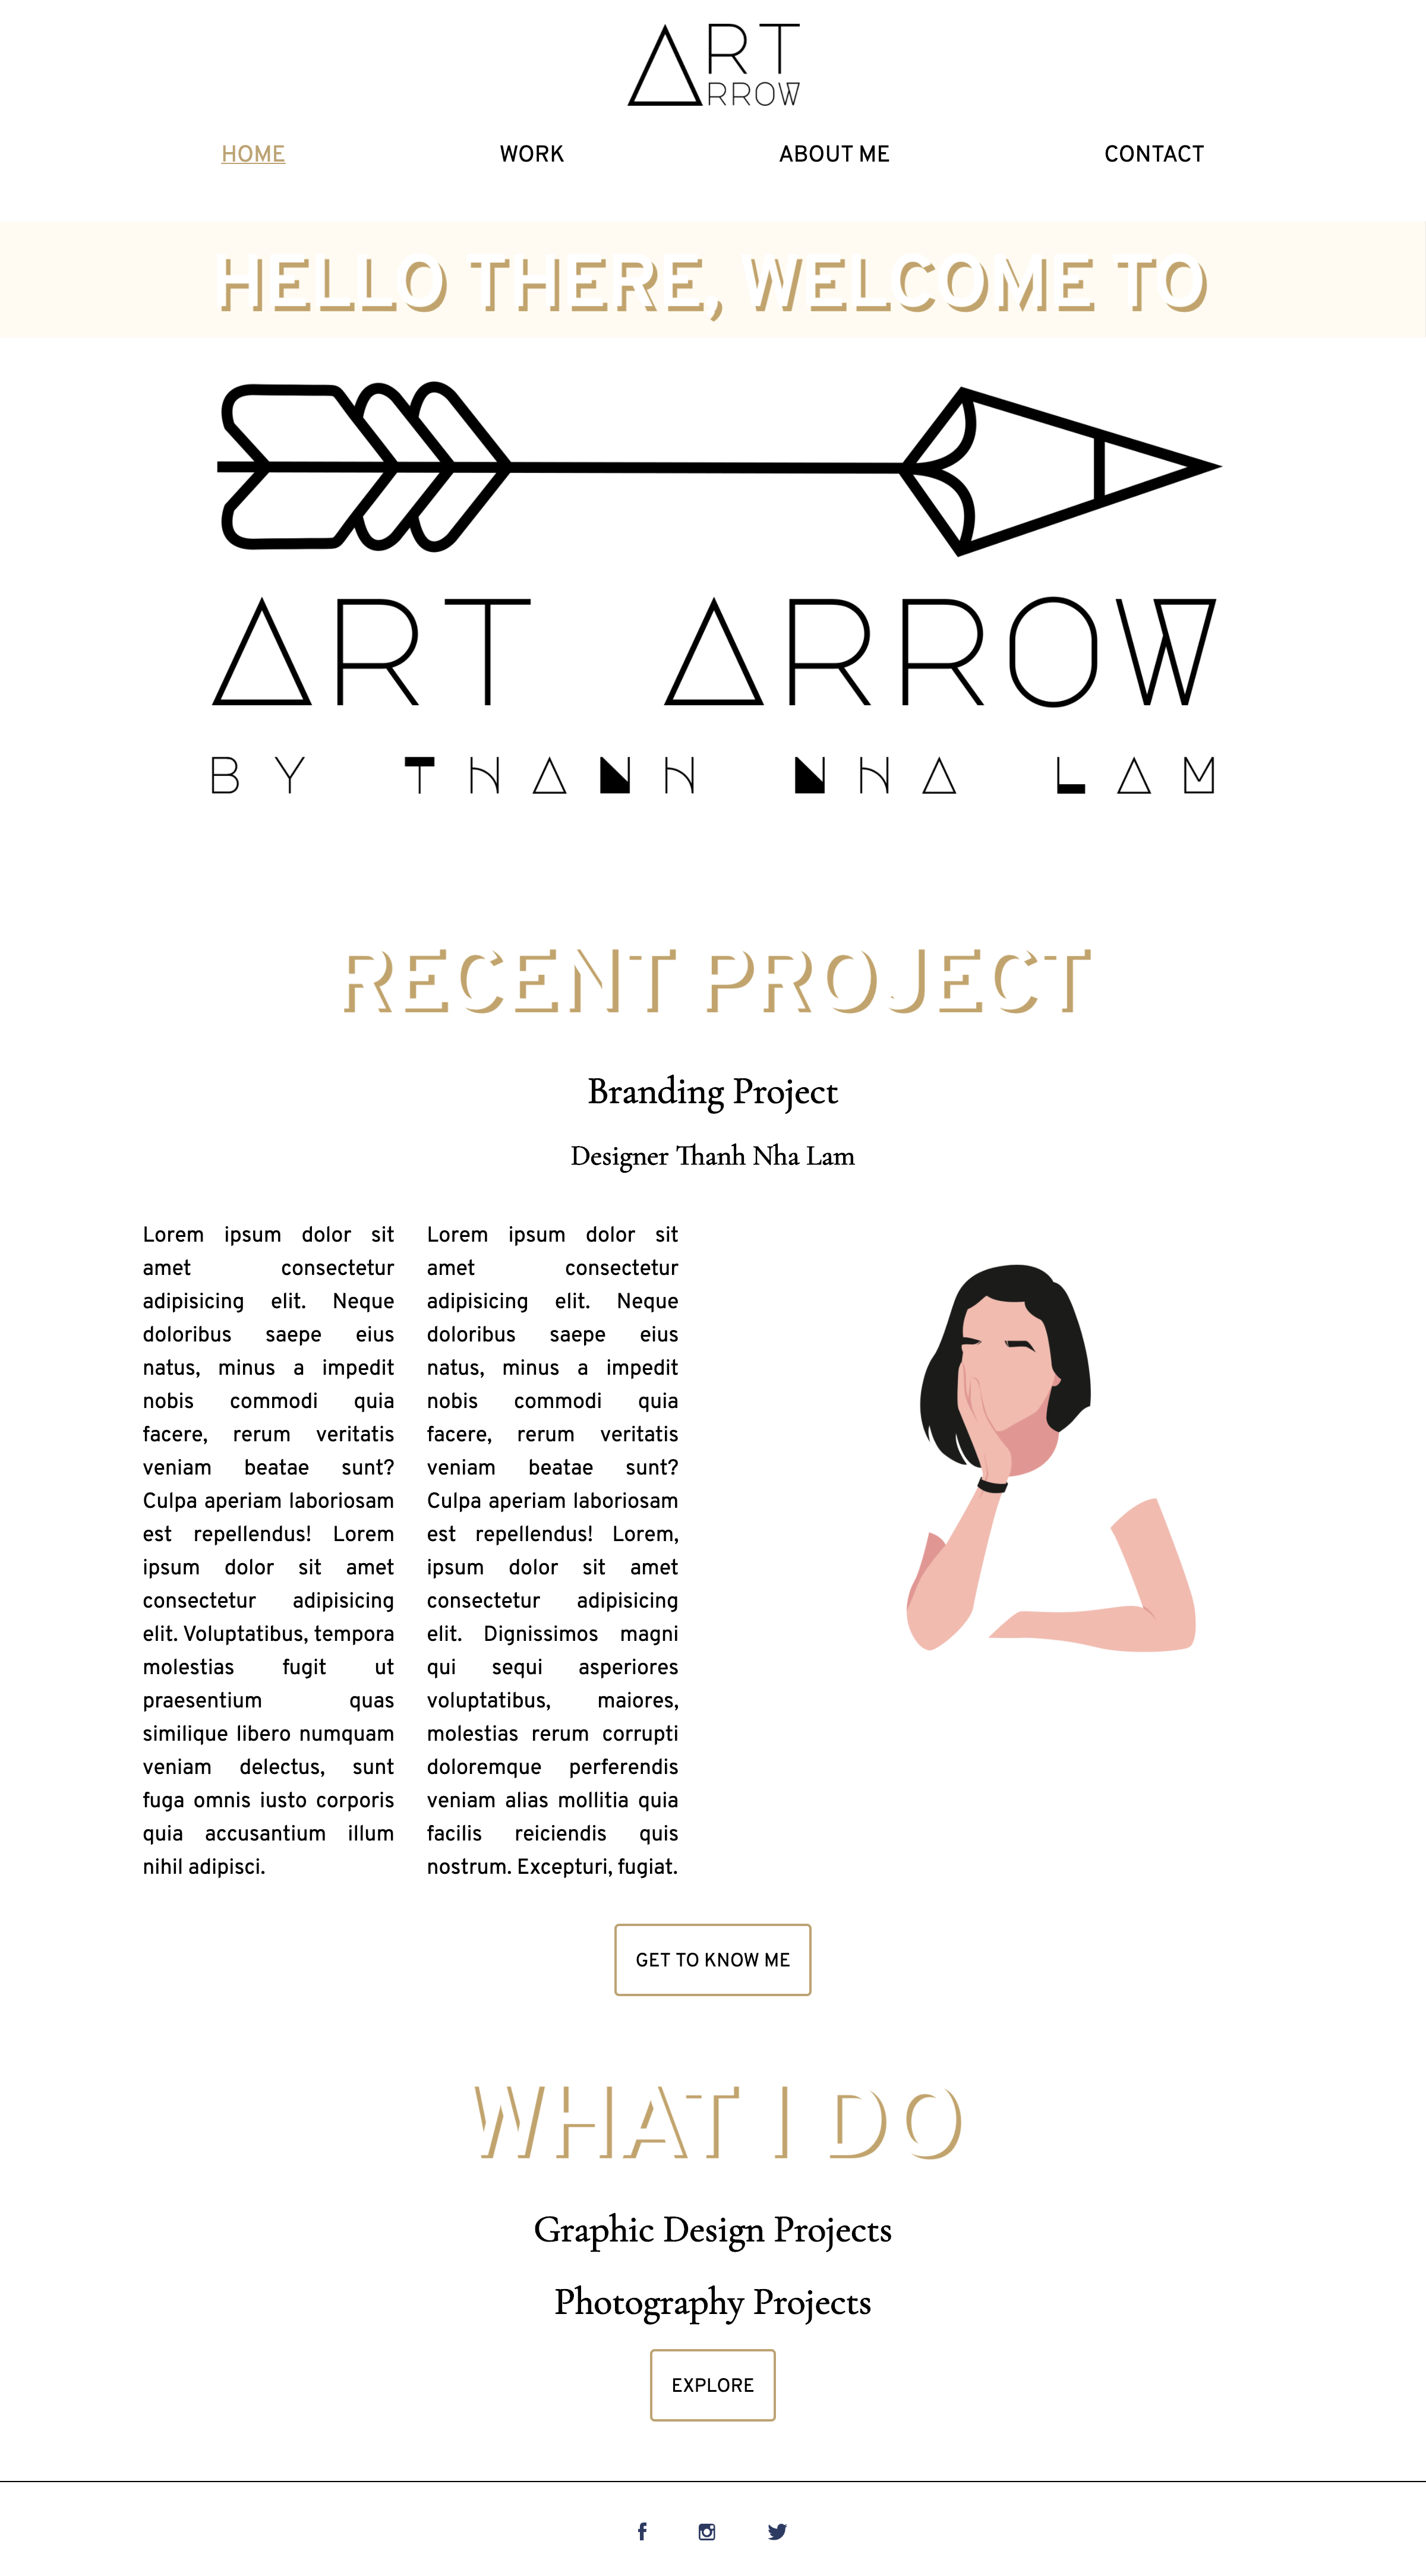 ART
RROW
HOME WORK ABOUT ME CONTACT
HELLO THERE, WELCOME TO
ART ARROW
BY THANH NHA LAM
RECENT PROJECT
Branding Project
Designer Thanh Nha Lam
Lorem ipsum dolor sit
amet consectetur
adipisicing elit. Neque
doloribus saepe eius
natus, minus a impedit
nobis commodi quia
facere, rerum veritatis
veniam beatae sunt?
Culpa aperiam laboriosam
est repellendus! Lorem
ipsum dolor sit amet
consectetur adipisicing
elit. Voluptatibus, tempora
molestias fugit ut
praesentium quas
similique libero numquam
veniam delectus, sunt
fuga omnis iusto corporis
quia accusantium illum
nihil adipisci.
Lorem ipsum dolor sit
amet consectetur
adipisicing elit. Neque
doloribus saepe eius
natus, minus a impedit
nobis commodi quia
facere, rerum veritatis
veniam beatae sunt?
Culpa aperiam laboriosam
est repellendus! Lorem,
ipsum dolor sit amet
consectetur adipisicing
elit. Dignissimos magni
qui sequi asperiores
voluptatibus, maiores,
molestias rerum corrupti
doloremque perferendis
veniam alias mollitia quia
facilis reiciendis quis
nostrum. Excepturi, fugiat.
GET TO KNOW ME
WHAT I DO
Graphic Design Projects
Photography Projects
EXPLORE